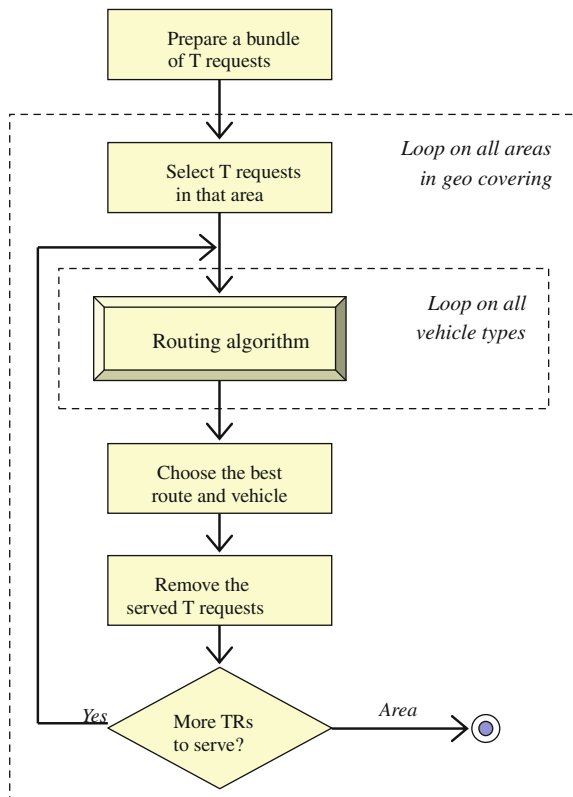 Prepare a bundle
of T requests
Loop on all areas
in geo covering
Select T requests
in that area
Loop on all
vehicle types
Routing algorithm
Choose the best
route and vehicle
Remove the
served T requests
More TRs
to serve?
Yes
Area